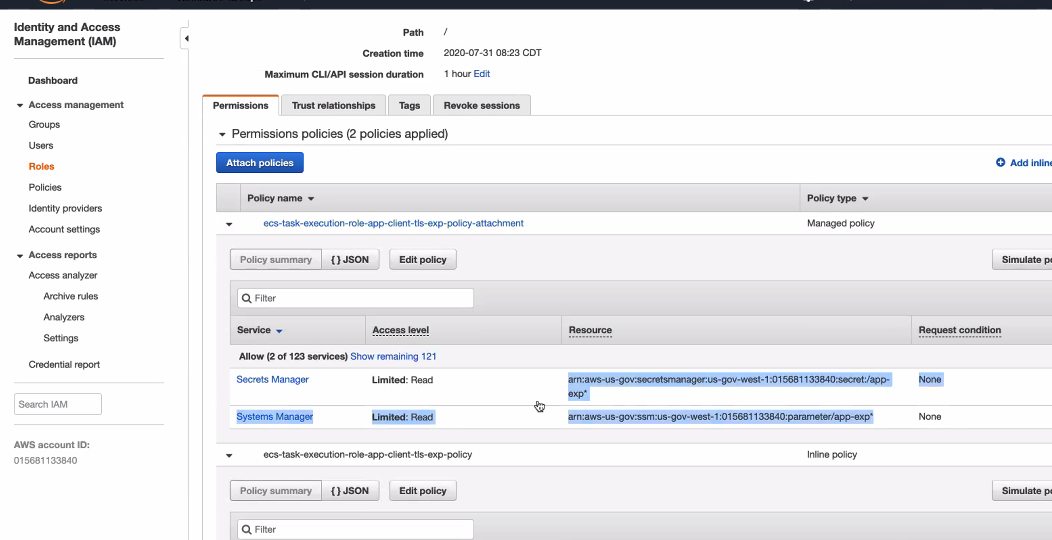 Identity and Access
Management (IAM)
Dashboard
Access management
Groups
Users
Roles
Policies
Identity providers
Account settings
Access reports
Access analyzer
Archive rules
Analyzers
Settings
Credential report
Search IAM
AWS account ID:
015681133840
Path /
Creation time 2020-07-31 08:23 CDT
Maximum CLI/API session duration 1 hour Edit
Permissions Trust relationships Tags Revoke sessions
Permissions policies (2 policies applied)
Attach policies Add inline
Policy name Policy type
ecs-task-execution-role-app-client-tls-exp-policy-attachment Managed policy
Policy summary { } JSON Edit policy Simulate po
Filter
Service Access level Resource Request condition
Allow (2 of 123 services) Show remaining 121
Secrets Manager Limited: Read arn:aws-us-gov:secretsmanager:us-gov-west-1:015681133840:secret:/app- None
exp*
Systems Manager Limited: Read arn:aws-us-gov:ssm:us-gov-west-1:015681133840:parameter/app-exp* None
ecs-task-execution-role-app-client-tls-exp-policy Inline policy
Policy summary { } JSON Edit policy Simulate po
Filter